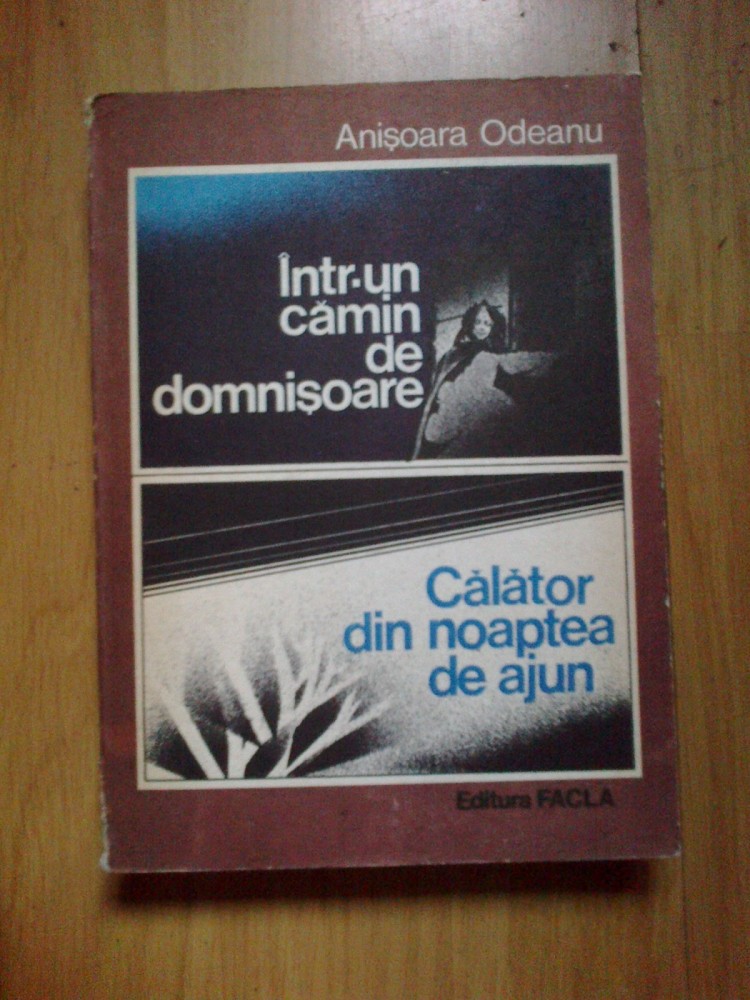 Anișoara Odeanu
Într-un
cămin
de
domnișoare
Călător
din noaptea
de ajun
Editura FACLA